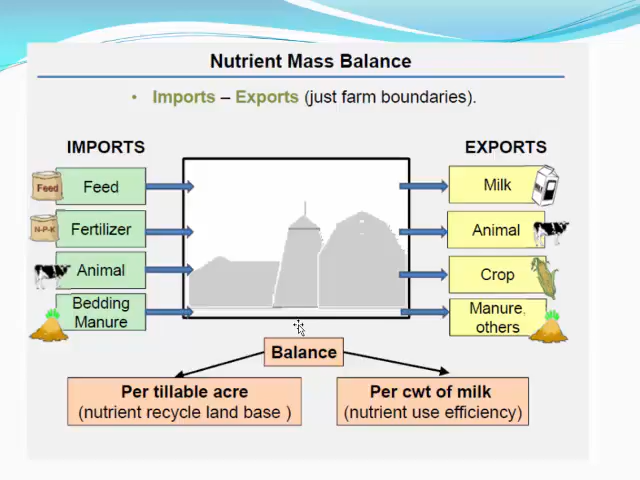 Nutrient Mass Balance
• Imports – Exports (just farm boundaries).
IMPORTS
EXPORTS
Feed
Feed
Milk
N-P-K
Fertilizer
Animal
Animal
Crop
Bedding
Manure
Manure,
others
Balance
Per tillable acre
(nutrient recycle land base )
Per cwt of milk
(nutrient use efficiency)